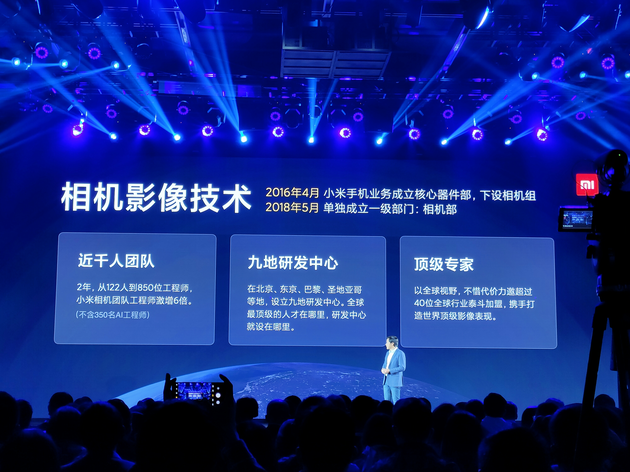 相机影像技术
2016年4月 小米手机业务成立核心器件部，下设相机组
2018年5月 单独成立一级部门：相机部
近千人团队
2年，从122人到850位工程师，
小米相机团队工程师激增6倍。
(不含350名AI工程师)
九地研发中心
在北京、东京、巴黎、圣地亚哥
等地，设立九地研发中心。全球
最顶级的人才在哪里，研发中心
就设在哪里。
顶级专家
以全球视野，不惜代价力邀超过
40位全球行业泰斗加盟，携手打
造世界顶级影像表现。
mi